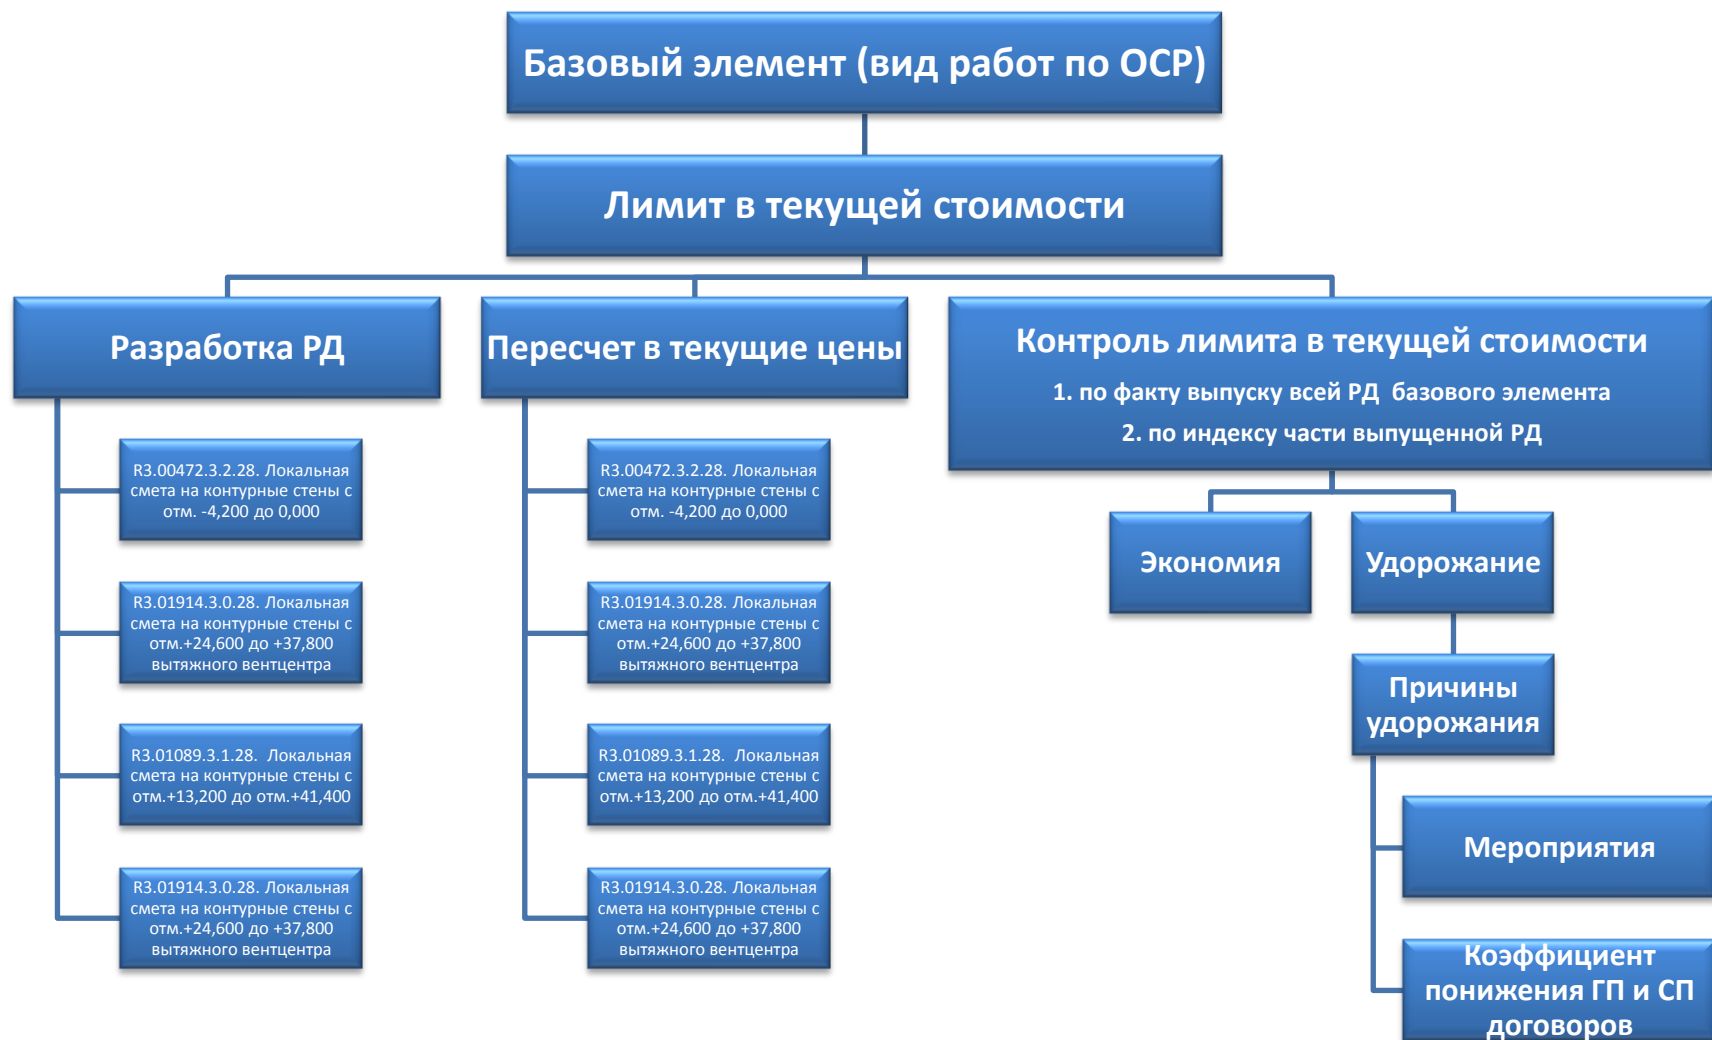 Базовый элемент (вид работ по ОСР)
Лимит в текущей стоимости
Разработка РД
R3.00472.3.2.28. Локальная
смета на контурные стены с
отм. -4,200 до 0,000
R3.01914.3.0.28. Локальная
смета на контурные стены с
отм.+24,600 до +37,800
вытяжного вентцентра
R3.01089.3.1.28.  Локальная
смета на контурные стены с
отм.+13,200 до отм.+41,400
R3.01914.3.0.28. Локальная
смета на контурные стены с
отм.+24,600 до +37,800
вытяжного вентцентра
Пересчет в текущие цены
R3.00472.3.2.28. Локальная
смета на контурные стены с
отм. -4,200 до 0,000
R3.01914.3.0.28. Локальная
смета на контурные стены с
отм.+24,600 до +37,800
вытяжного вентцентра
R3.01089.3.1.28.  Локальная
смета на контурные стены с
отм.+13,200 до отм.+41,400
R3.01914.3.0.28. Локальная
смета на контурные стены с
отм.+24,600 до +37,800
вытяжного вентцентра
Контроль лимита в текущей стоимости
1. по факту выпуску всей РД  базового элемента
2. по индексу части выпущенной РД
Экономия
Удорожание
Причины
удорожания
Мероприятия
Коэффициент
понижения ГП и СП
договоров